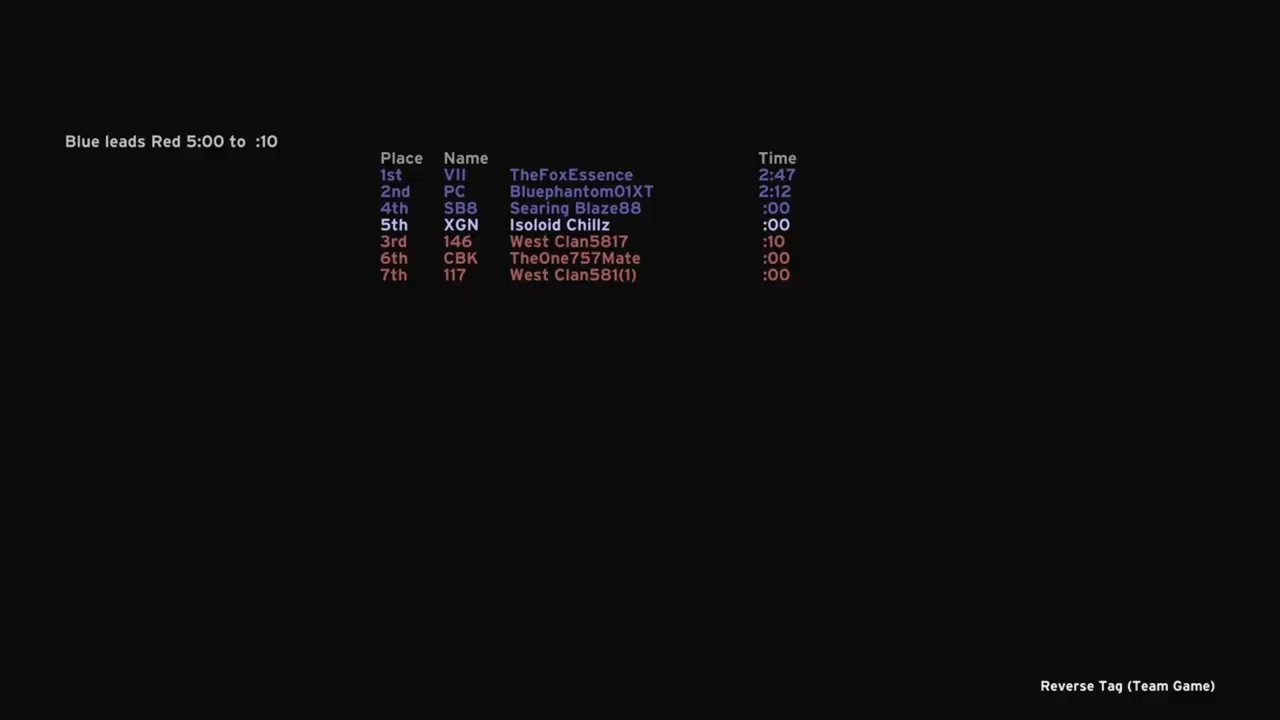 Blue leads Red 5:00 to :10
Place Name Time
1st VII TheFoxEssence 2:47
2nd PC Bluephantom01XT 2:12
4th SB8 Searing Blaze88 :00
5th XGN Isoloid Chillz :00
3rd 146 West Clan5817 :10
6th CBK TheOne757Mate :00
7th 117 West Clan581(1) :00
Reverse Tag (Team Game)